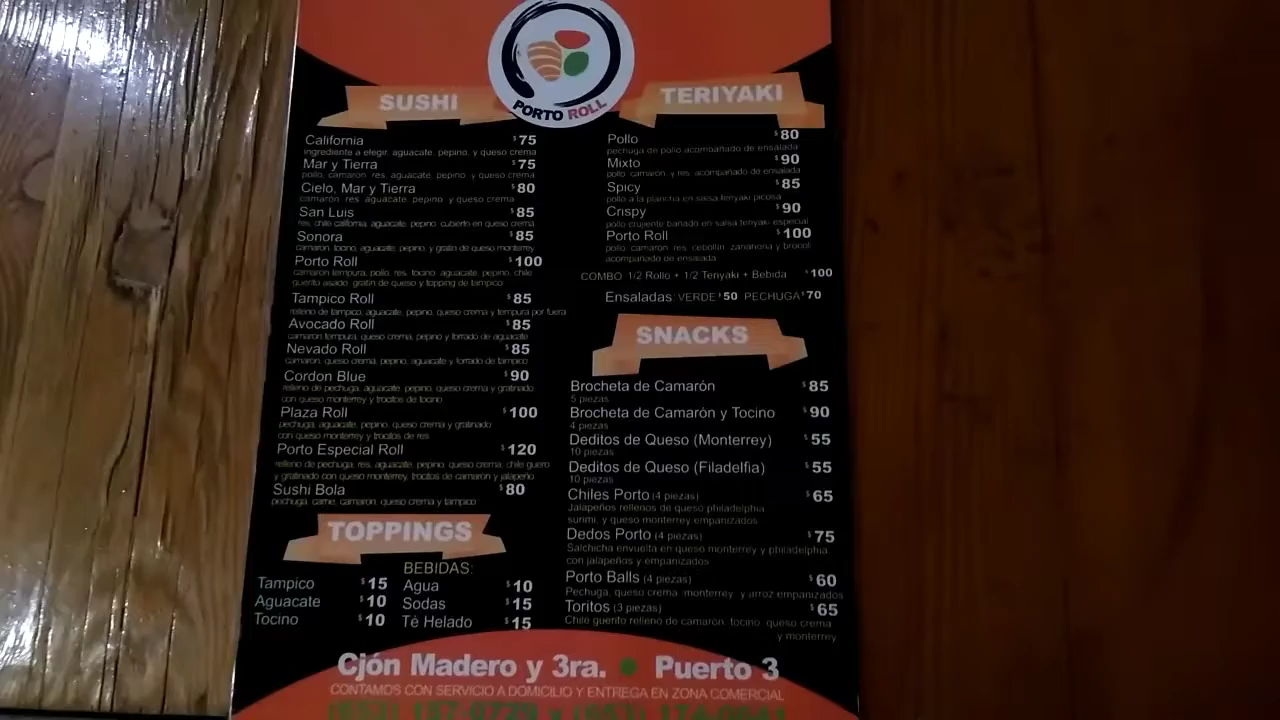 PORTO ROLL
SUSHI
California $75
ingrediente a elegir, aguacate, pepino, y queso crema
Mar y Tierra $75
pollo, camarón res, aguacate, pepino, y queso crema
Cielo, Mar y Tierra $80
camarón res aguacate pepino y queso crema
San Luis $85
res, chile california, aguacate, pepino cubierto en queso crema
Sonora $85
camarón, tocino, aguacate, pepino, y gratin de queso monterrey
Porto Roll $100
camarón tempura, pollo, res, tocino, aguacate, pepino, chile
guerito asado, gratin de queso y topping de tampico
Tampico Roll $85
relleno de tampico, aguacate, pepino, queso crema y tempura por fuera
Avocado Roll $85
camarón tempura, queso crema, pepino y forrado de aguacate
Nevado Roll $85
camarón, queso crema, pepino, aguacate y forrado de tampico
Cordon Blue $90
relleno de pechuga, aguacate, pepino, queso crema y gratinado
con queso monterrey y trocitos de tocino
Plaza Roll $100
pechuga, aguacate, pepino, queso crema y gratinado
con queso monterrey y trocitos de res
Porto Especial Roll $120
relleno de pechuga, res, aguacate, pepino, queso crema, chile guero
y gratinado con queso monterrey, trocitos de camarón y jalapeño
Sushi Bola $80
pechuga, carne, camarón, queso crema y tampico
TOPPINGS
Tampico $15
Aguacate $10
Tocino $10
BEBIDAS:
Agua $10
Sodas $15
Té Helado $15
TERIYAKI
Pollo $80
pechuga de pollo acompañado de ensalada
Mixto $90
pollo camarón y res acompañado de ensalada
Spicy $85
pollo a la plancha en salsa teriyaki picosa
Crispy $90
pollo crujiente bañado en salsa teriyaki especial
Porto Roll $100
pollo camarón res cebollin zanahoria y brocoli
acompañado de ensalada
COMBO 1/2 Rollo + 1/2 Teriyaki + Bebida $100
Ensaladas: VERDE $50 PECHUGA $70
SNACKS
Brocheta de Camarón $85
5 piezas
Brocheta de Camarón y Tocino $90
4 piezas
Deditos de Queso (Monterrey) $55
10 piezas
Deditos de Queso (Filadelfia) $55
10 piezas
Chiles Porto (4 piezas) $65
Jalapeños rellenos de queso philadelphia
surimi, y queso monterrey empanizados
Dedos Porto (4 piezas) $75
Salchicha envuelta en queso monterrey y philadelphia
con jalapeños y empanizados
Porto Balls (4 piezas) $60
Pechuga, queso crema, monterrey, y arroz empanizados
Toritos (3 piezas) $65
Chile guerito relleno de camarón, tocino, queso crema
y monterrey
Cjón Madero y 3ra. • Puerto 3
CONTAMOS CON SERVICIO A DOMICILIO Y ENTREGA EN ZONA COMERCIAL